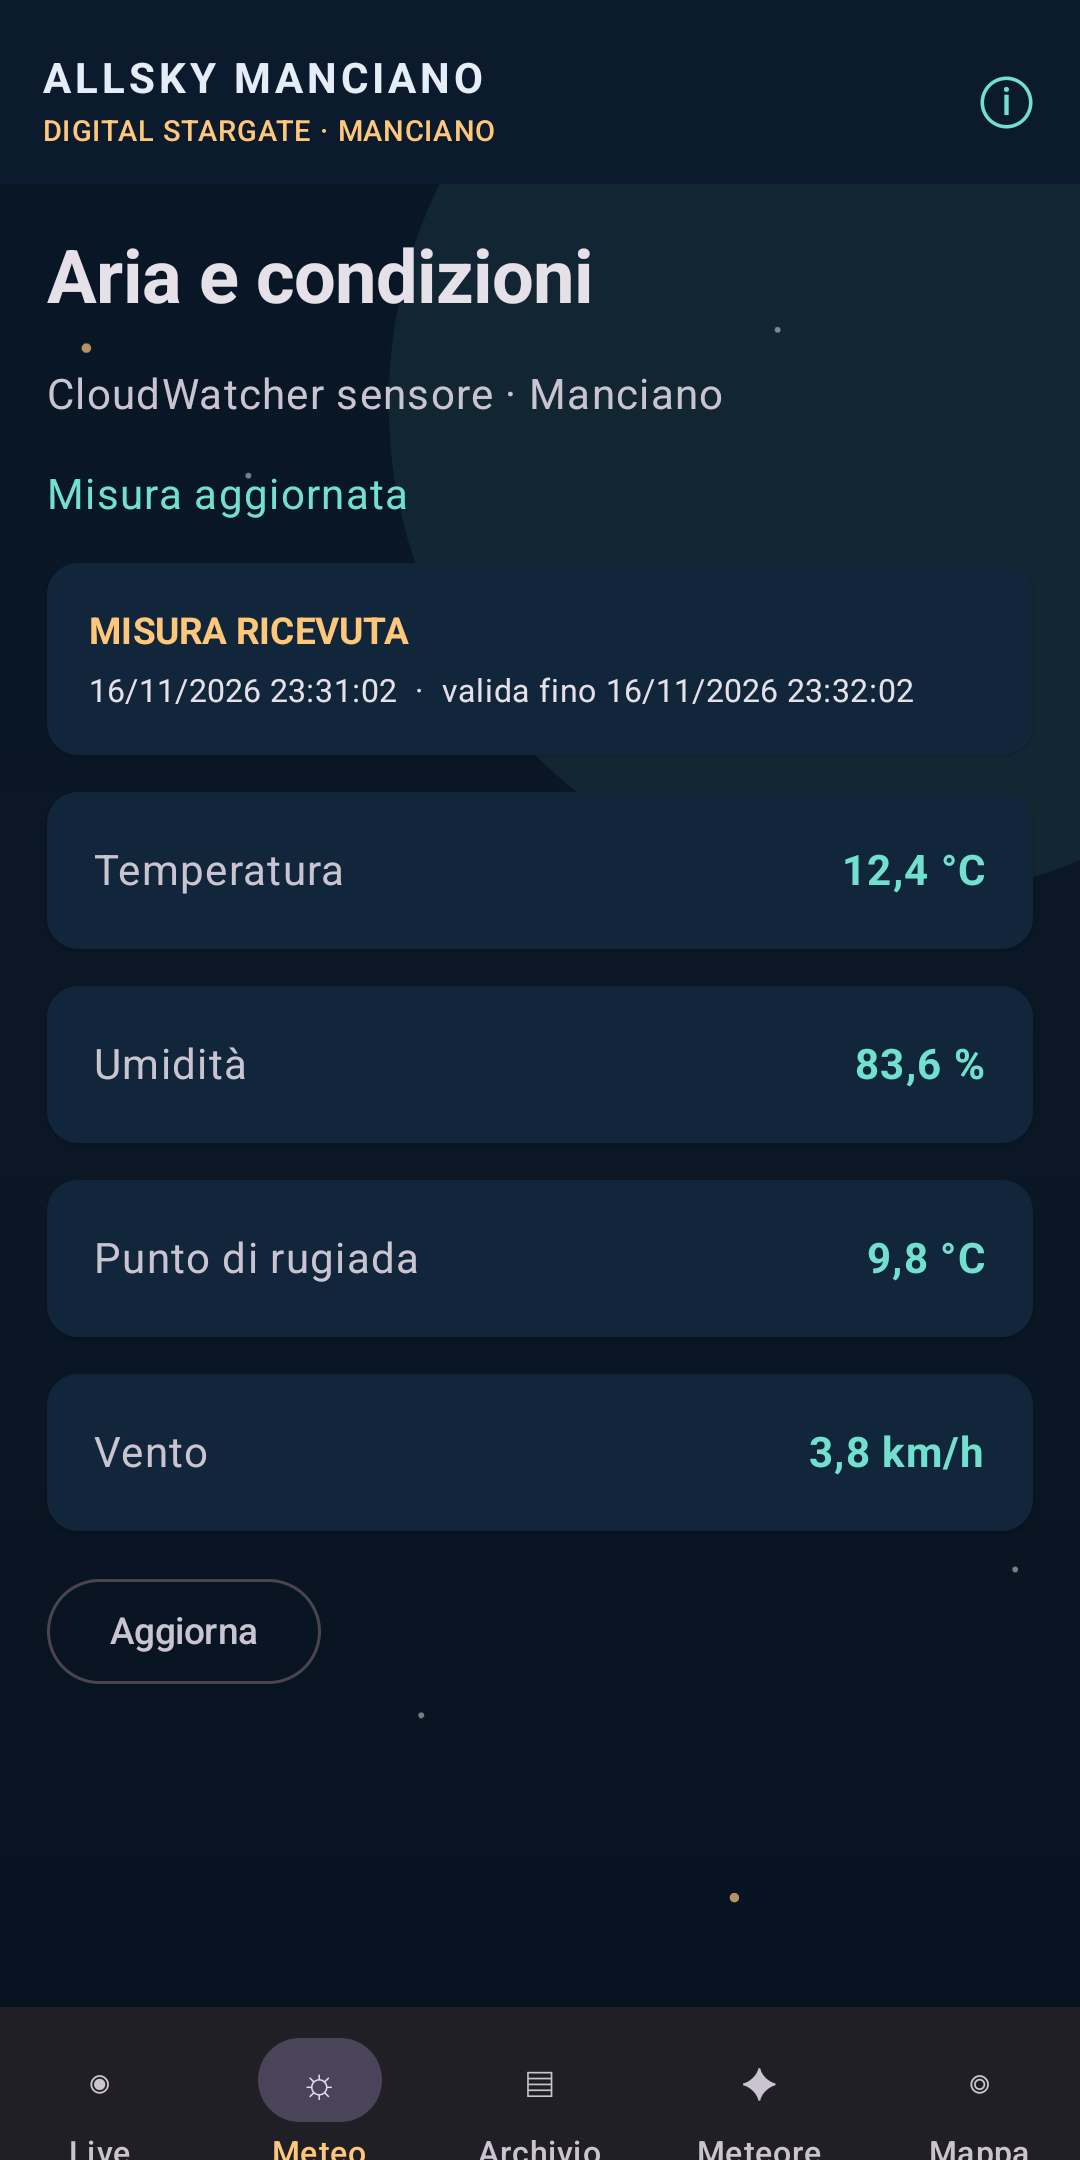 ALLSKY MANCIANO
DIGITAL STARGATE · MANCIANO
Aria e condizioni
CloudWatcher sensore · Manciano
Misura aggiornata
MISURA RICEVUTA
16/11/2026 23:31:02 · valida fino 16/11/2026 23:32:02
Temperatura 12,4 °C
Umidità 83,6 %
Punto di rugiada 9,8 °C
Vento 3,8 km/h
Aggiorna
Live Meteo Archivio Meteore Mappa